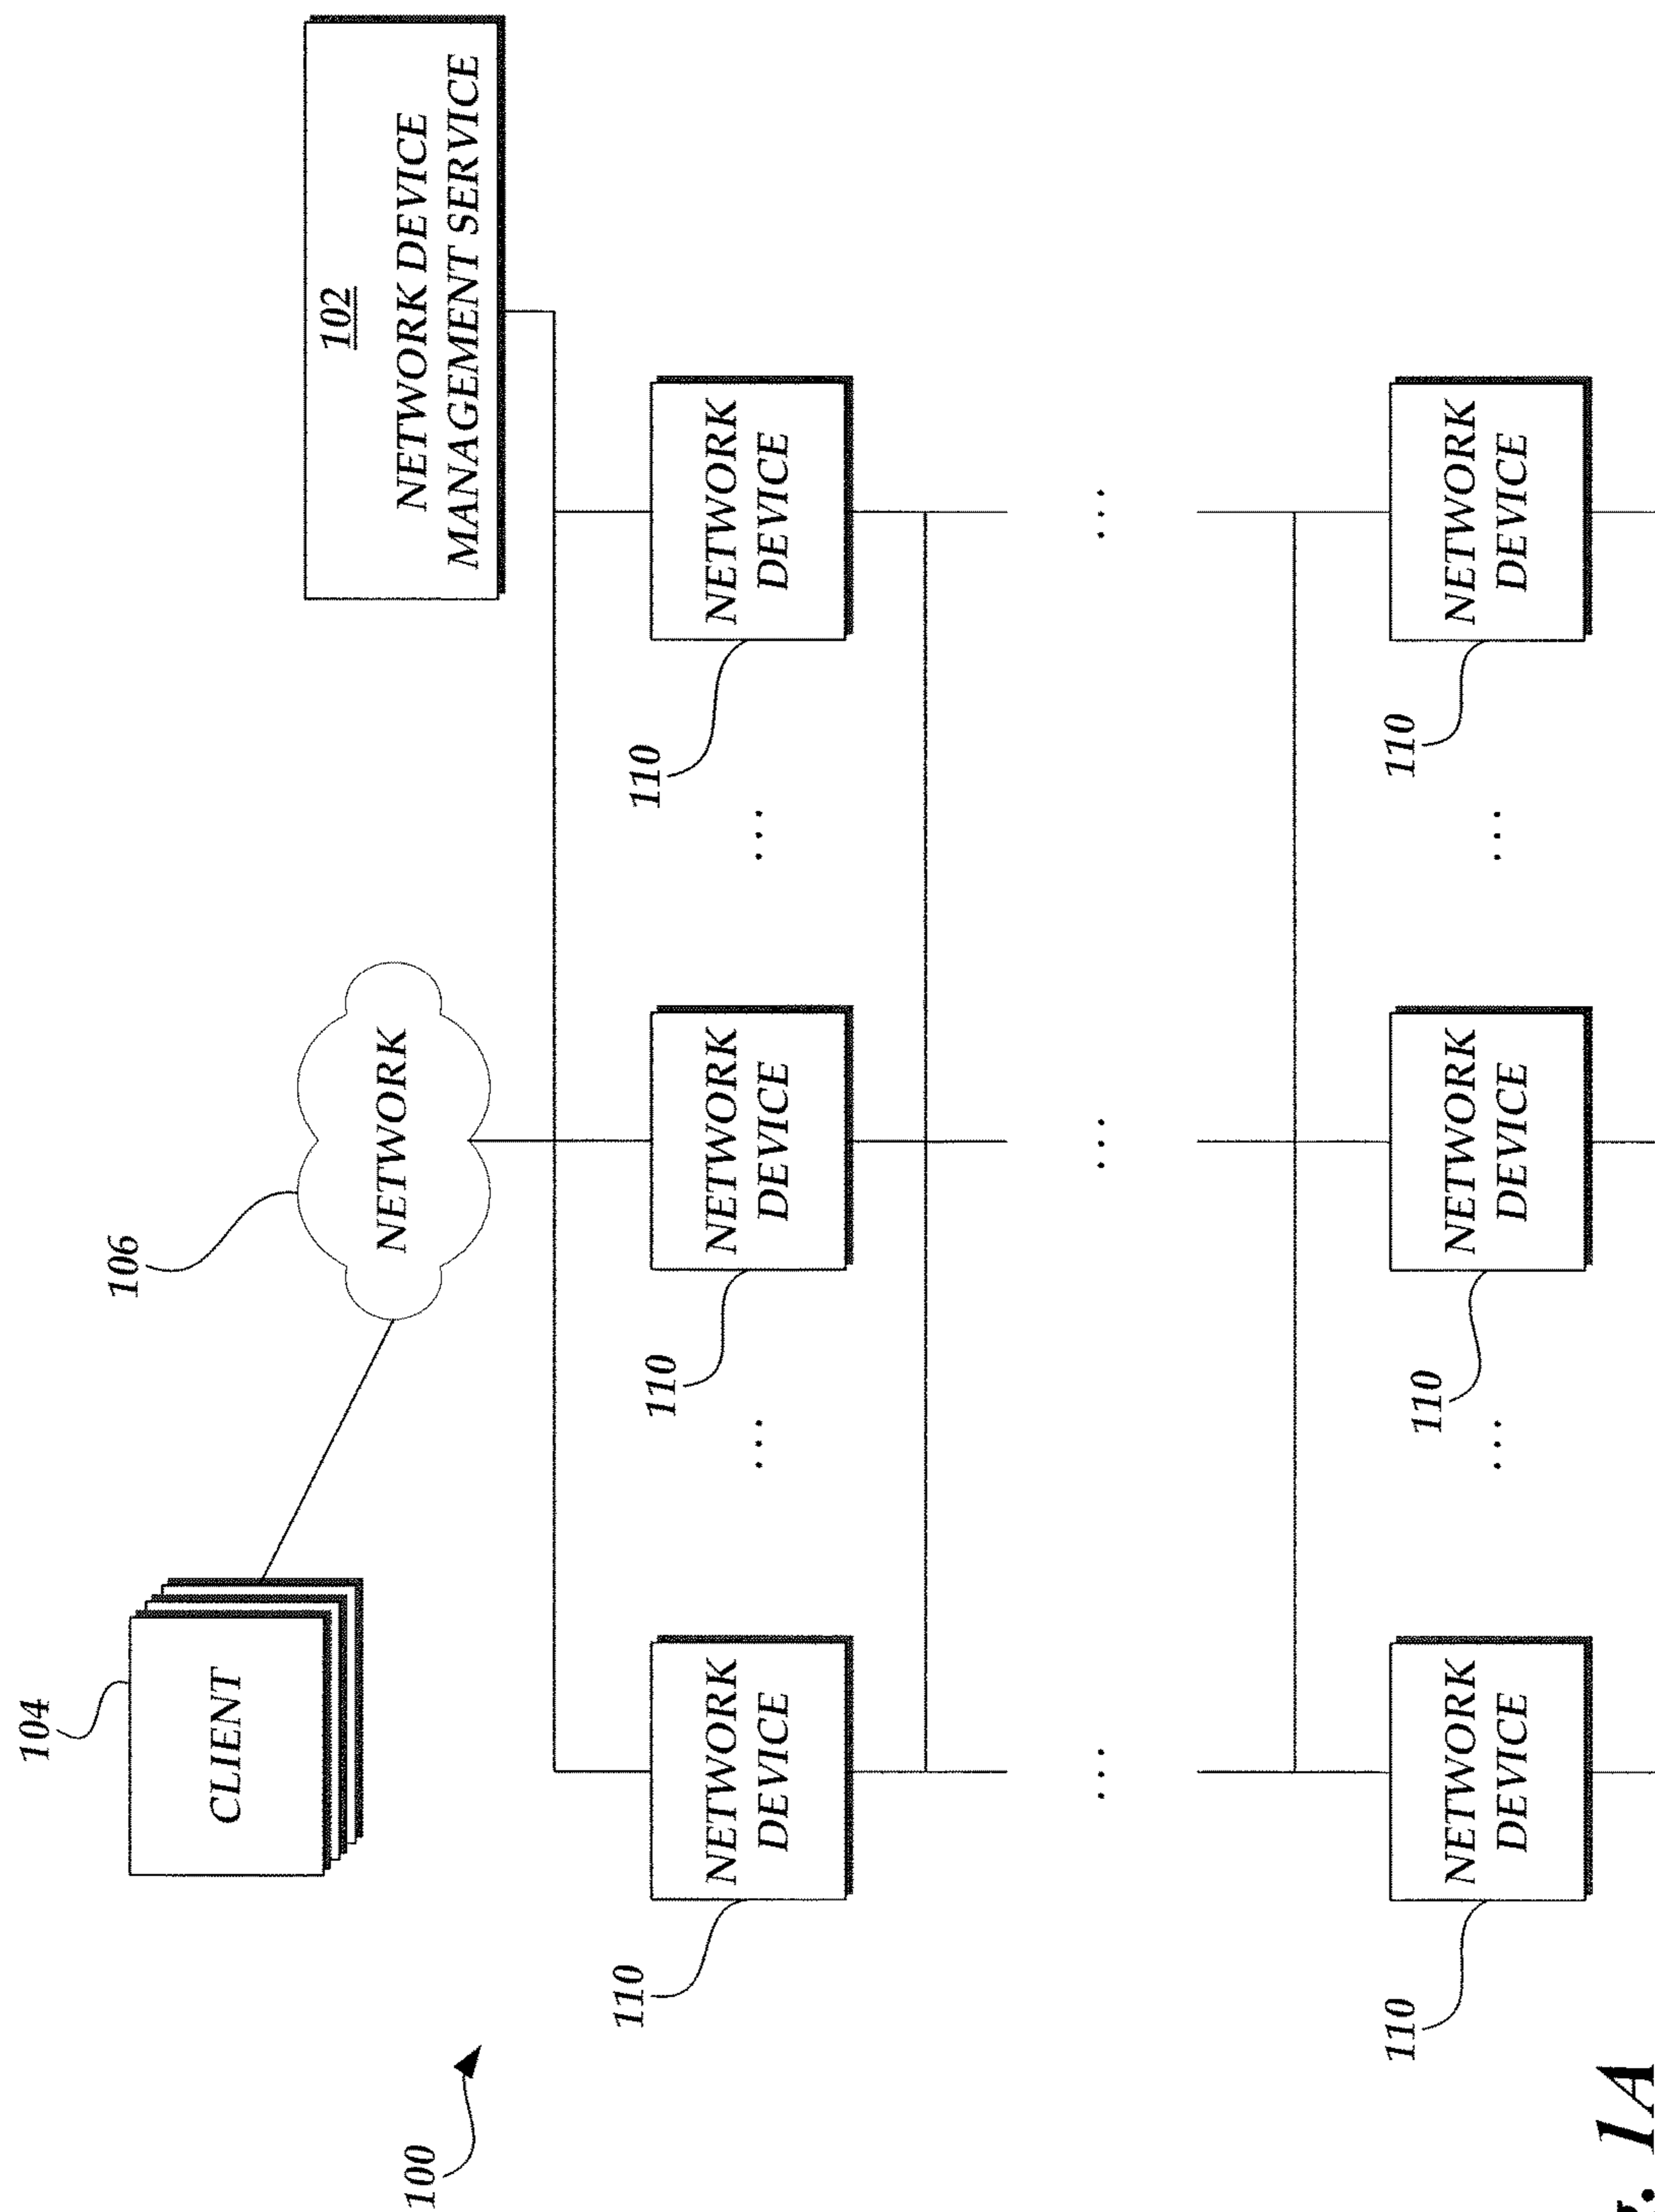 104
CLIENT
106
NETWORK
102
NETWORK DEVICE
MANAGEMENT SERVICE
100
110
NETWORK
DEVICE
110
NETWORK
DEVICE
110
NETWORK
DEVICE
110
NETWORK
DEVICE
110
NETWORK
DEVICE
110
NETWORK
DEVICE
1A